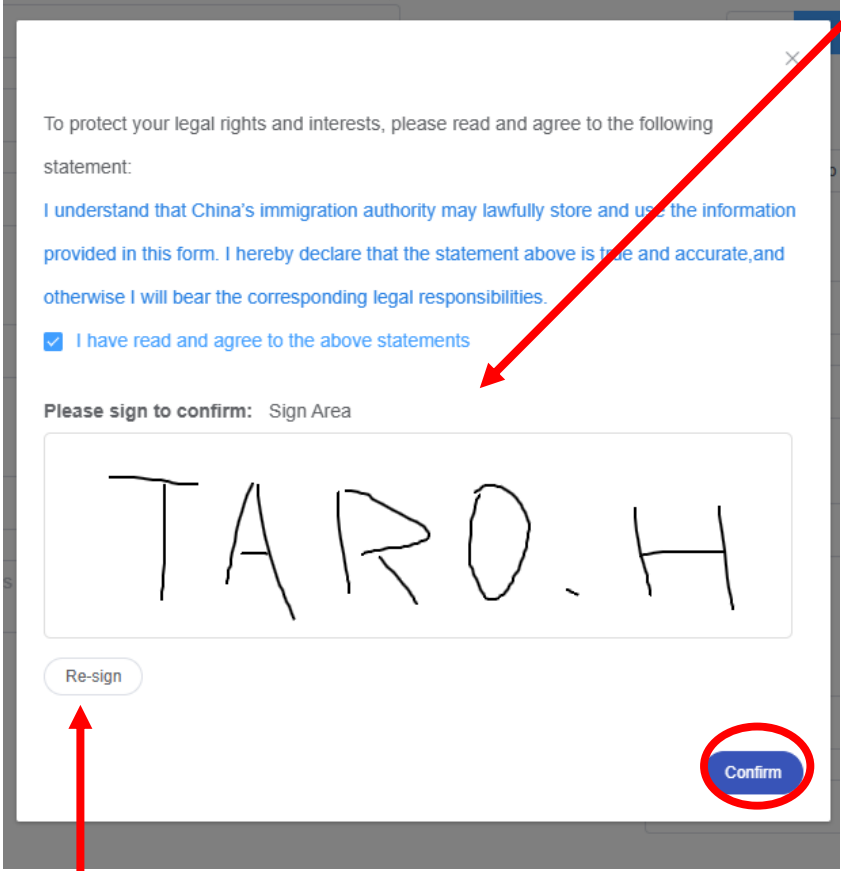 To protect your legal rights and interests, please read and agree to the following
statement:
I understand that China's immigration authority may lawfully store and use the information
provided in this form. I hereby declare that the statement above is true and accurate,and
otherwise I will bear the corresponding legal responsibilities.
I have read and agree to the above statements
Please sign to confirm: Sign Area
TARO.H
Re-sign
Confirm